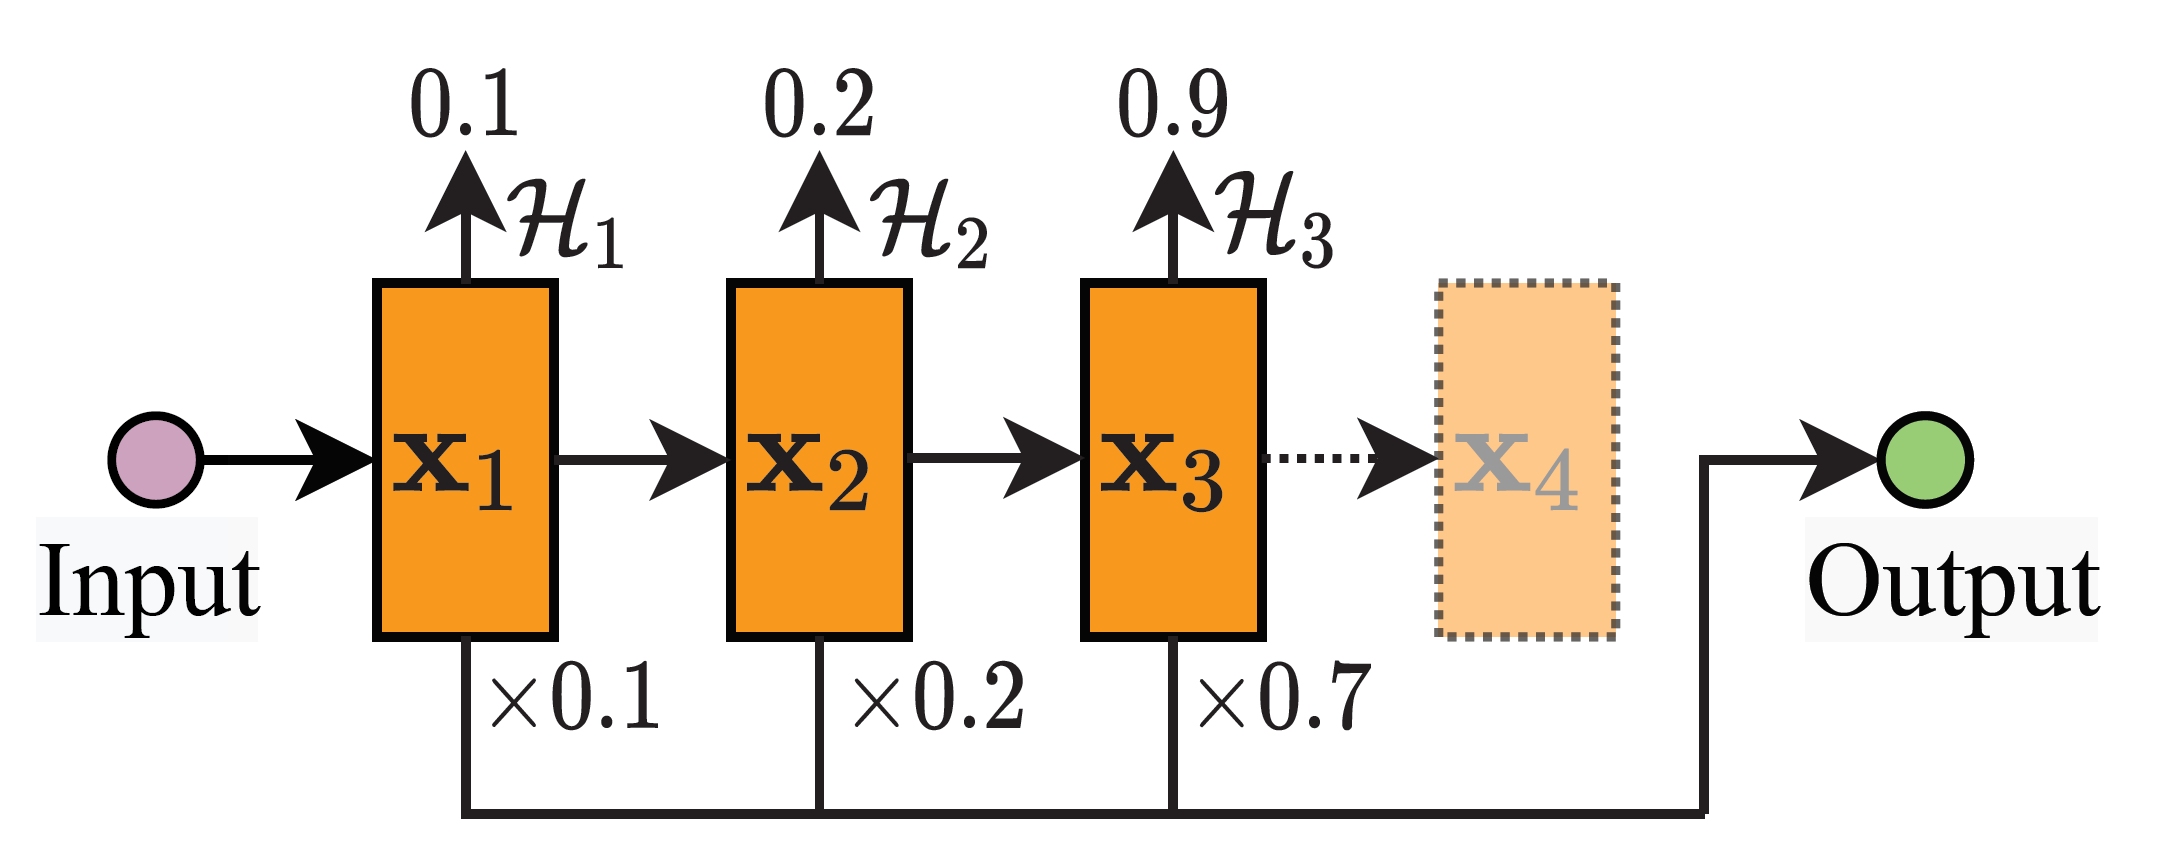 0.1 0.2 0.9
ℋ₁ ℋ₂ ℋ₃
x₁ x₂ x₃ x₄
Input Output
×0.1 ×0.2 ×0.7